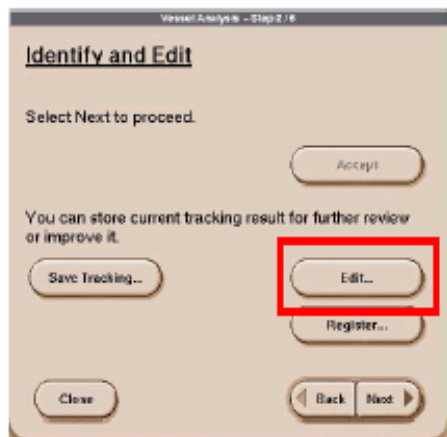 Vessel Analysis - Step 2 / 6
Identify and Edit
Select Next to proceed.
Accept
You can store current tracking result for further review
or improve it.
Save Tracking...
Edit...
Register...
Close
Back
Next